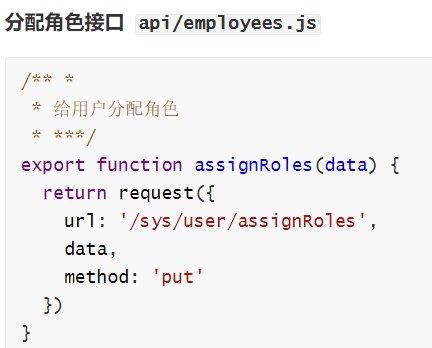 分配角色接口 api/employees.js
/** *
 * 给用户分配角色
 * ***/
export function assignRoles(data) {
  return request({
    url: '/sys/user/assignRoles',
    data,
    method: 'put'
  })
}